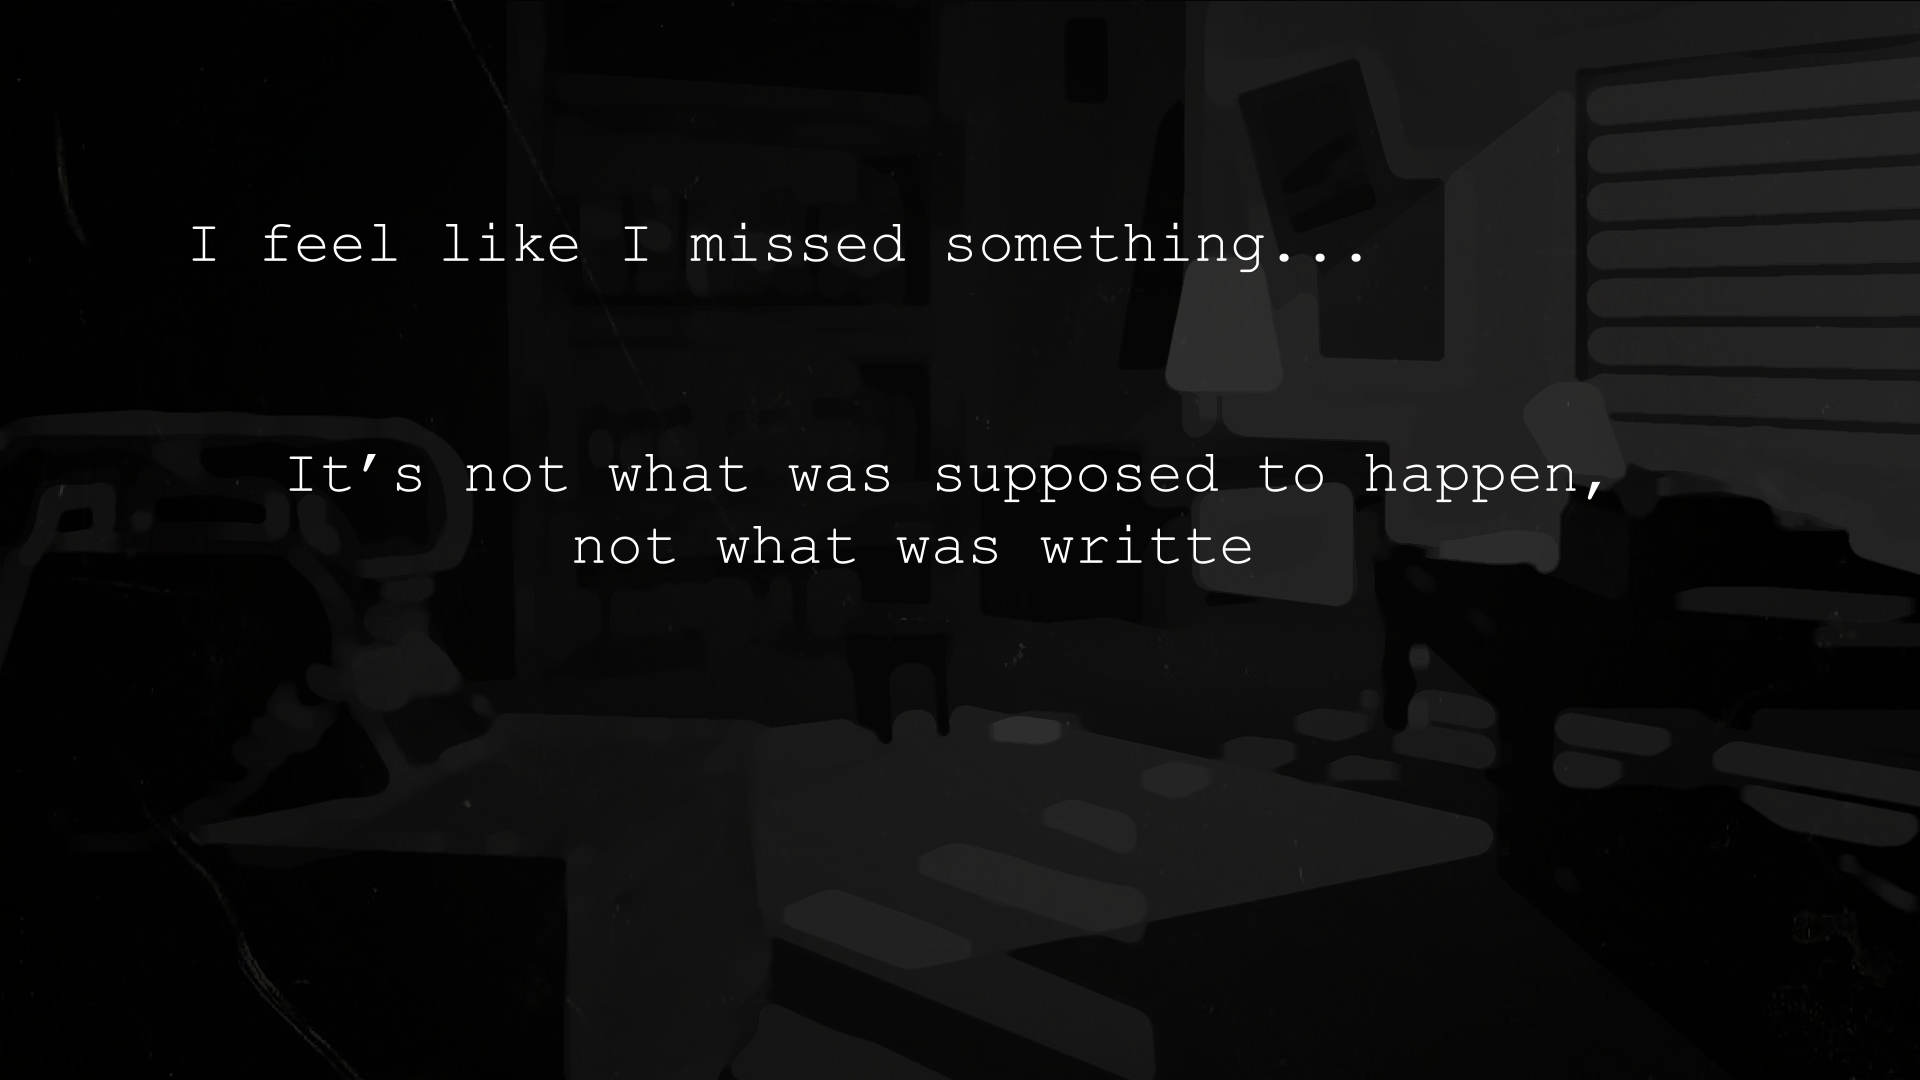 I feel like I missed something...
It’s not what was supposed to happen,
not what was writte